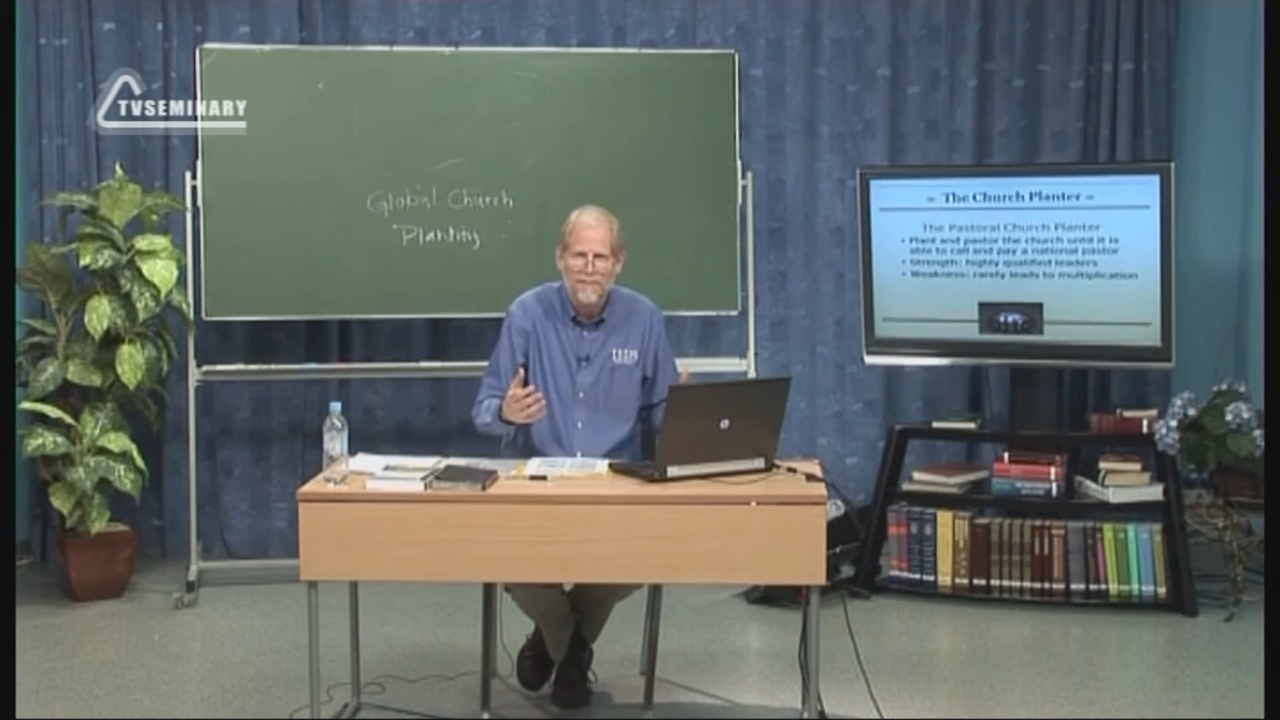 TVSEMINARY
Global Church
Planting
The Church Planter
The Pastoral Church Planter
• Plant and pastor the church until it is
able to call and pay a national pastor
• Strength: highly qualified leaders
• Weakness: rarely leads to multiplication
hp